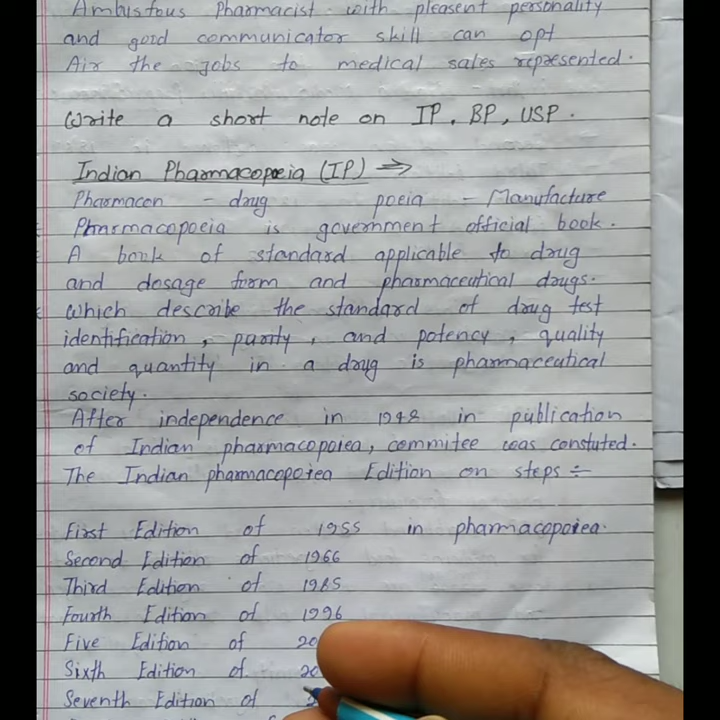 Ambistous Pharmacist with pleasent personality
and good communicator skill can opt
Air the jobs to medical sales represented.
Write a short note on IP, BP, USP.
Indian Pharmacopoeia (IP) ⇒
Pharmacon - drug poeia - Manufacture
Pharmacopoeia is government official book.
A book of standard applicable to drug
and dosage form and pharmaceutical drugs.
which describe the standard of drug test
identification, purity, and potency, quality
and quantity in a drug is pharmaceutical
society.
After independence in 1948 in publication
of Indian pharmacopoiea, commitee was constuted.
The Indian pharmacopoiea Edition on steps ÷
First Edition of 1955 in pharmacopoiea.
Second Edition of 1966
Third Edition of 1985
Fourth Edition of 1996
Five Edition of 20
Sixth Edition of 20
Seventh Edition of